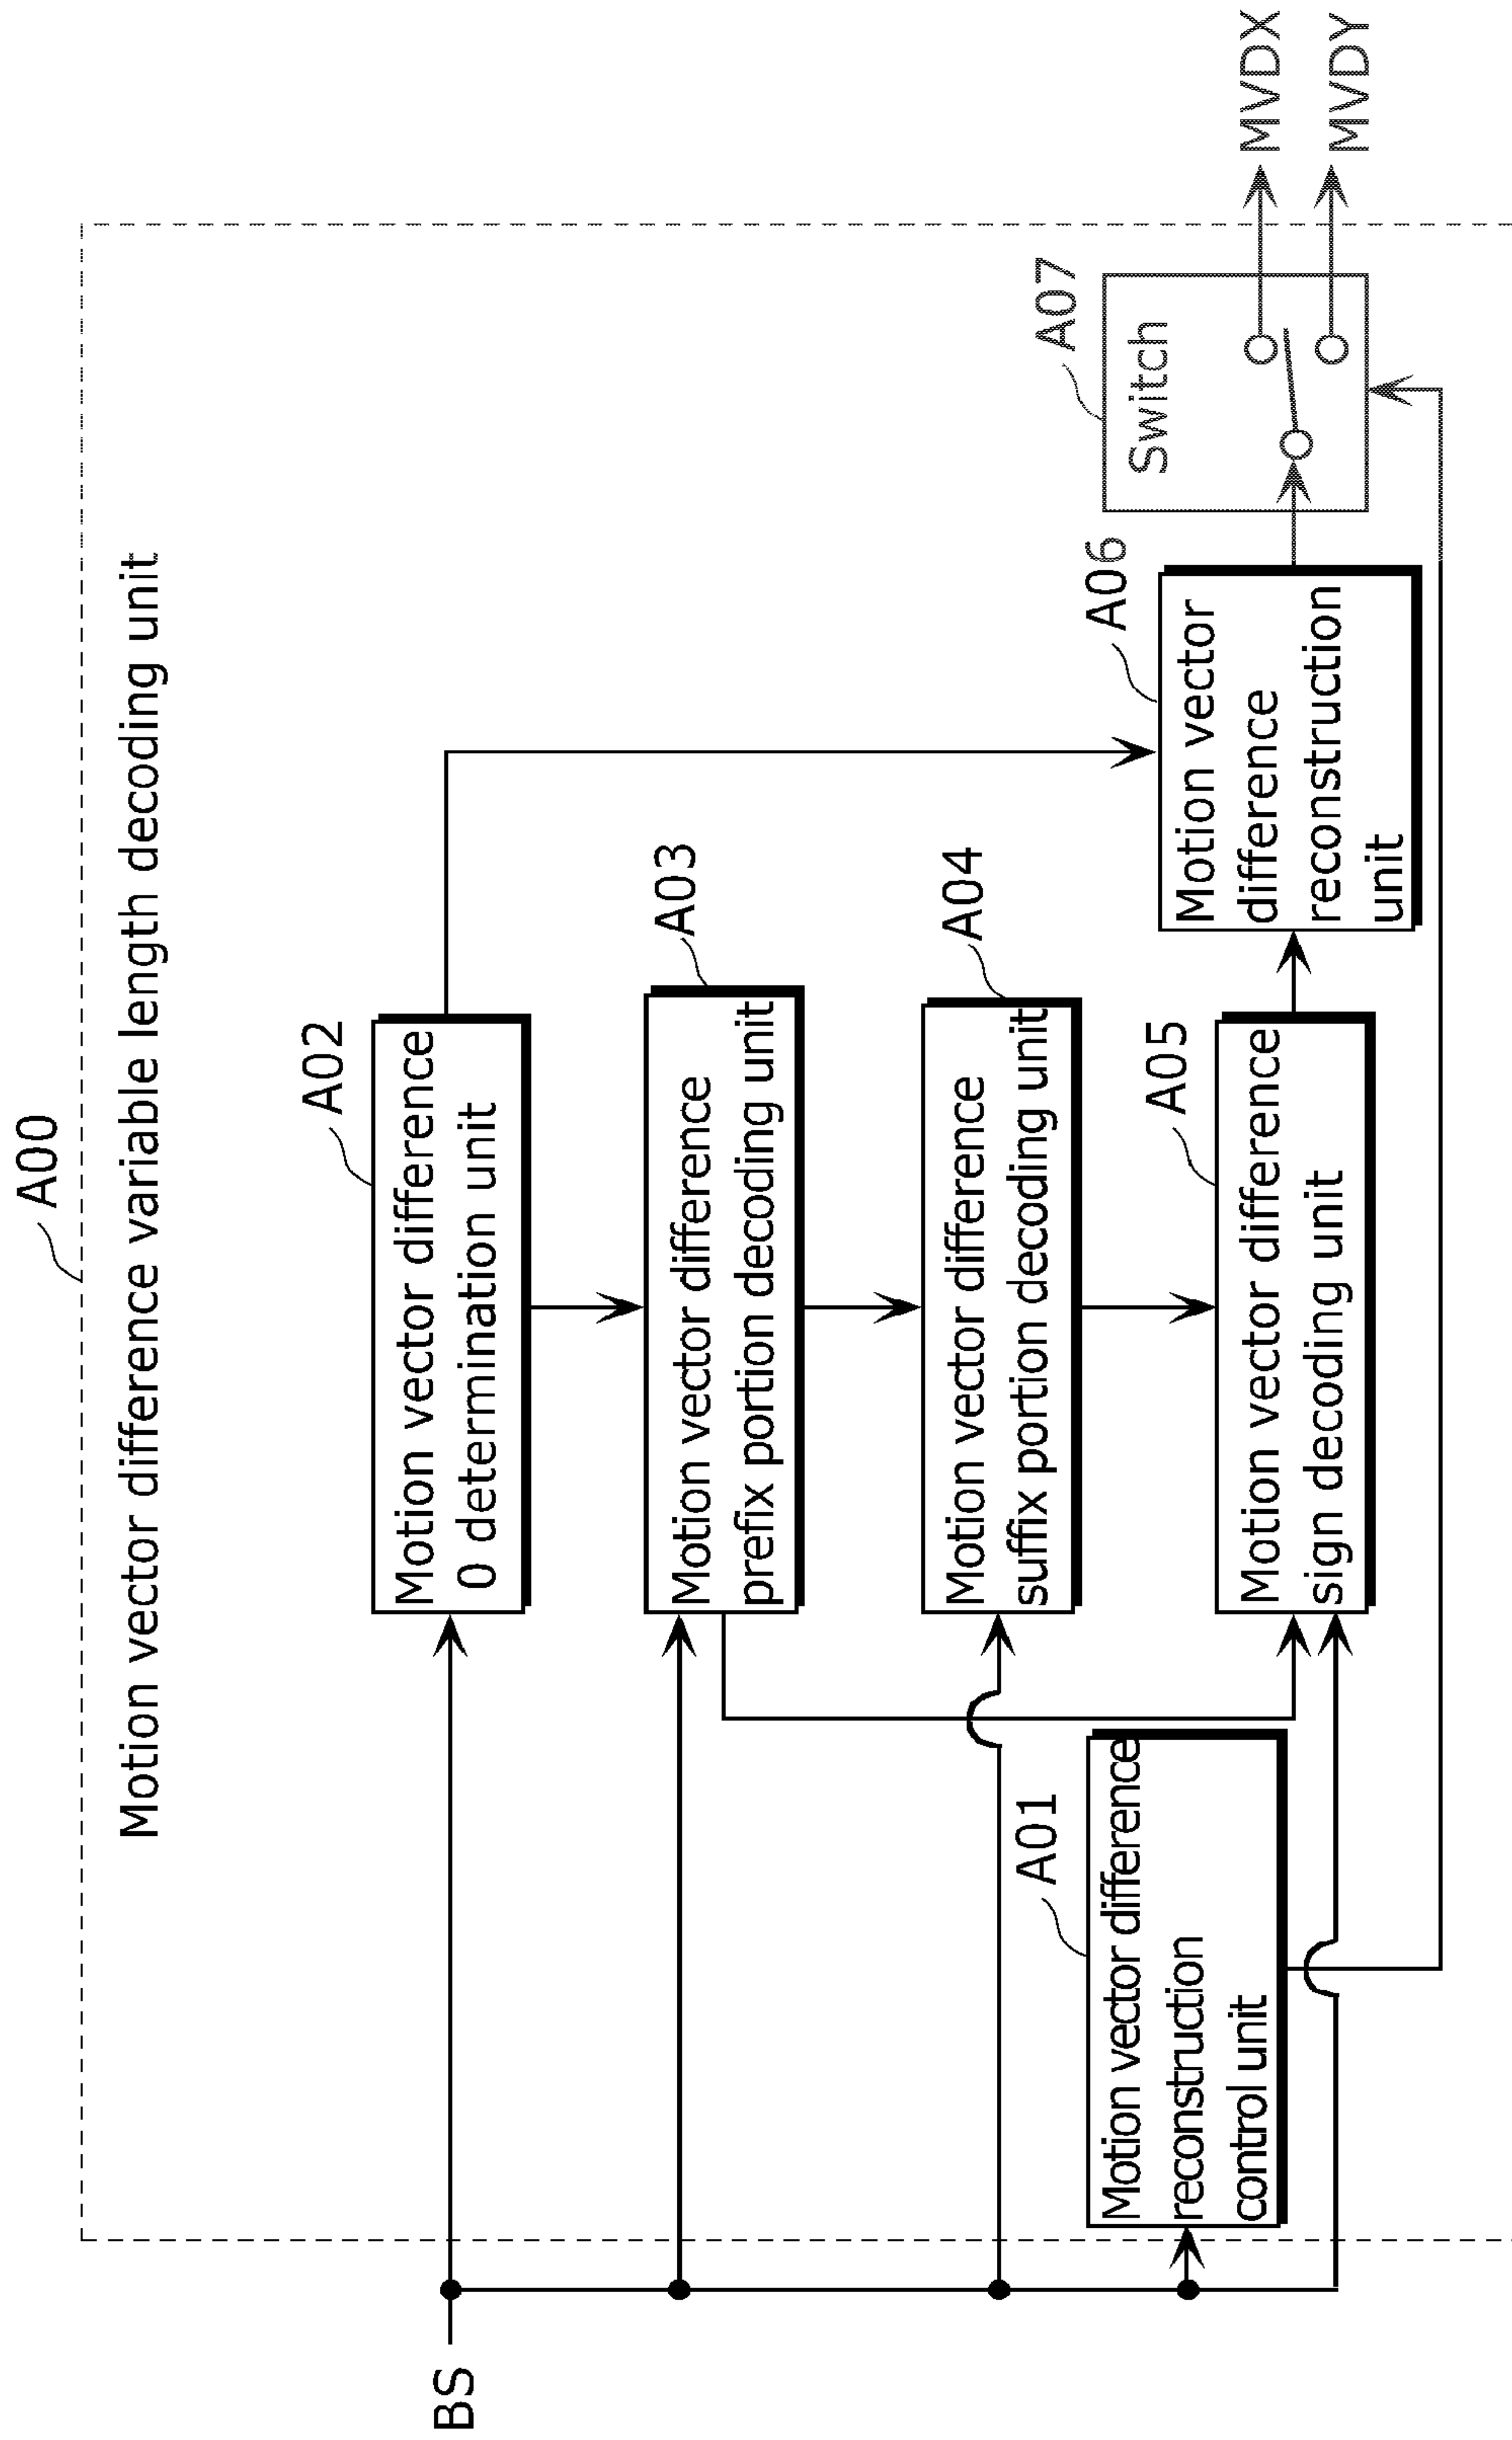 A00
Motion vector difference variable length decoding unit
BS
A02
Motion vector difference
0 determination unit
A03
Motion vector difference
prefix portion decoding unit
A04
Motion vector difference
suffix portion decoding unit
A01
Motion vector difference
reconstruction
control unit
A05
Motion vector difference
sign decoding unit
A06
Motion vector
difference
reconstruction
unit
A07
Switch
MVDX
MVDY